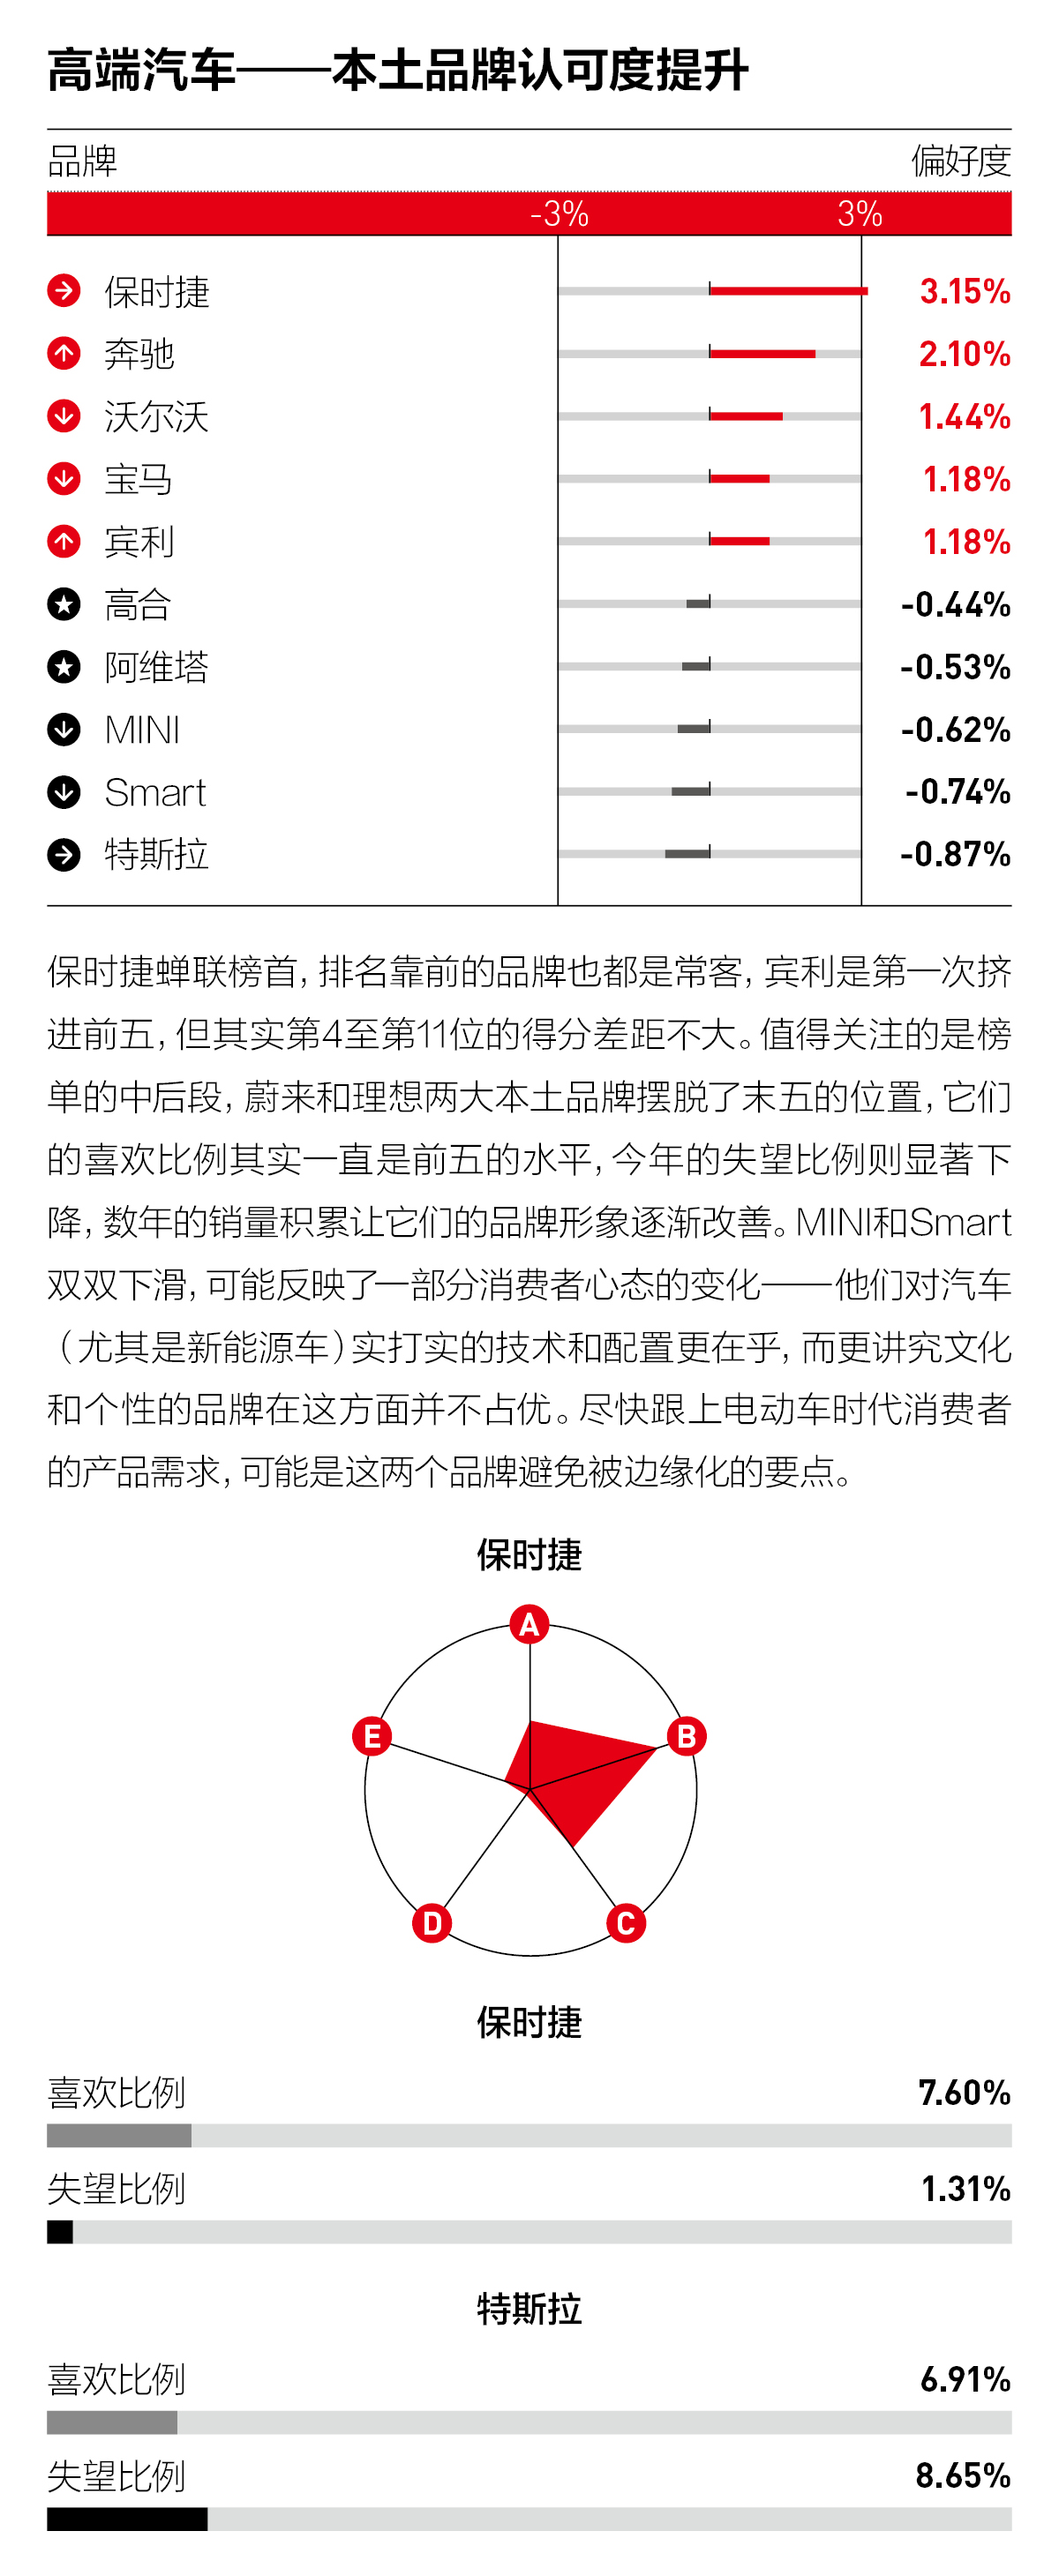 高端汽车——本土品牌认可度提升
品牌 偏好度
-3% 3%
保时捷 3.15%
奔驰 2.10%
沃尔沃 1.44%
宝马 1.18%
宾利 1.18%
高合 -0.44%
阿维塔 -0.53%
MINI -0.62%
Smart -0.74%
特斯拉 -0.87%
保时捷蝉联榜首，排名靠前的品牌也都是常客，宾利是第一次挤
进前五，但其实第4至第11位的得分差距不大。值得关注的是榜
单的中后段，蔚来和理想两大本土品牌摆脱了末五的位置，它们
的喜欢比例其实一直是前五的水平，今年的失望比例则显著下
降，数年的销量积累让它们的品牌形象逐渐改善。MINI和Smart
双双下滑，可能反映了一部分消费者心态的变化——他们对汽车
（尤其是新能源车）实打实的技术和配置更在乎，而更讲究文化
和个性的品牌在这方面并不占优。尽快跟上电动车时代消费者
的产品需求，可能是这两个品牌避免被边缘化的要点。
保时捷
A
E B
D C
保时捷
喜欢比例 7.60%
失望比例 1.31%
特斯拉
喜欢比例 6.91%
失望比例 8.65%